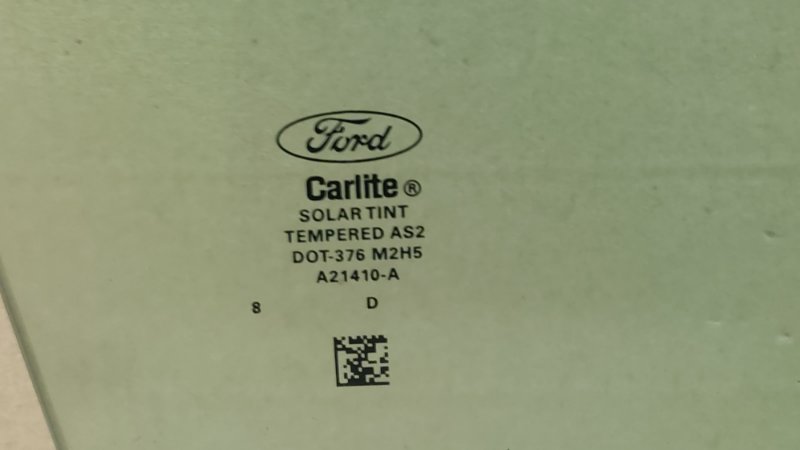 Ford
Carlite®
SOLAR TINT
TEMPERED AS2
DOT-376 M2H5
A21410-A
8 D